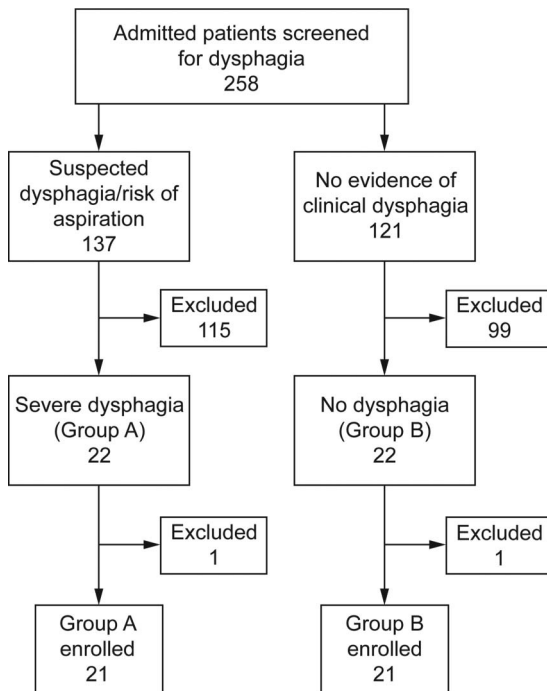 Admitted patients screened
for dysphagia
258
Suspected
dysphagia/risk of
aspiration
137
No evidence of
clinical dysphagia
121
Excluded
115
Excluded
99
Severe dysphagia
(Group A)
22
No dysphagia
(Group B)
22
Excluded
1
Excluded
1
Group A
enrolled
21
Group B
enrolled
21